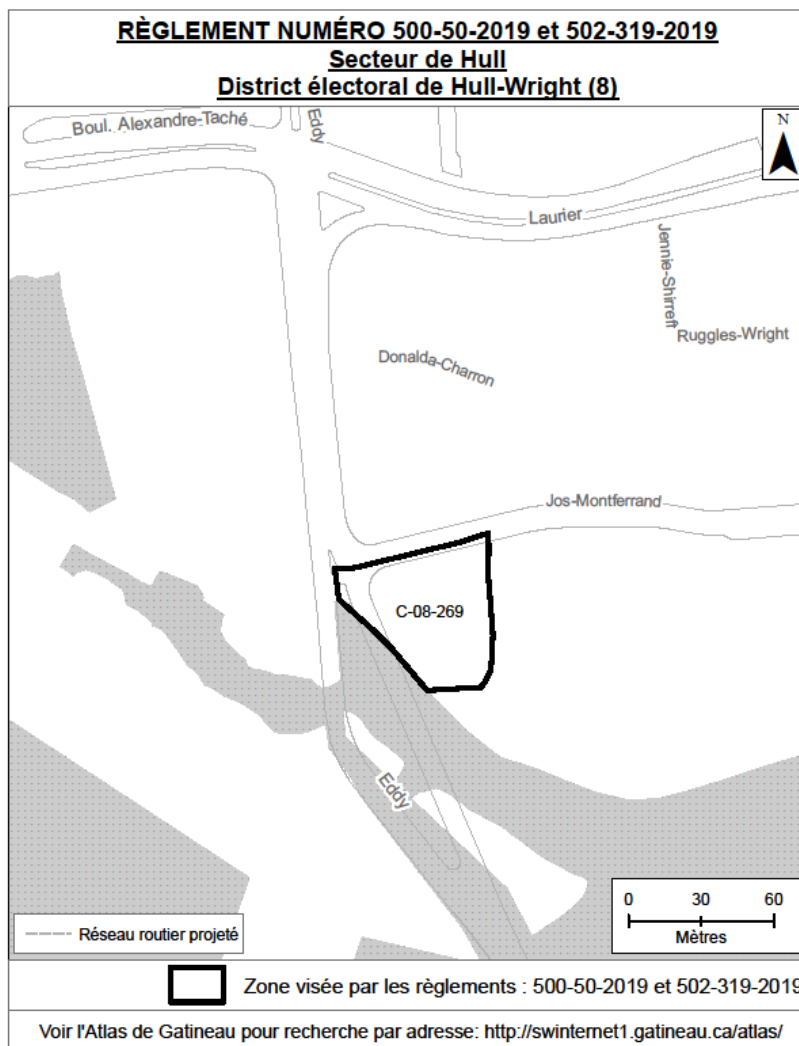 RÈGLEMENT NUMÉRO 500-50-2019 et 502-319-2019
Secteur de Hull
District électoral de Hull-Wright (8)
Boul. Alexandre-Taché
Eddy
N
Laurier
Jennie-Shirreff
Ruggles-Wright
Donalda-Charron
Jos-Montferrand
C-08-269
Eddy
0 30 60
Mètres
Réseau routier projeté
Zone visée par les règlements : 500-50-2019 et 502-319-2019
Voir l'Atlas de Gatineau pour recherche par adresse: http://swinternet1.gatineau.ca/atlas/